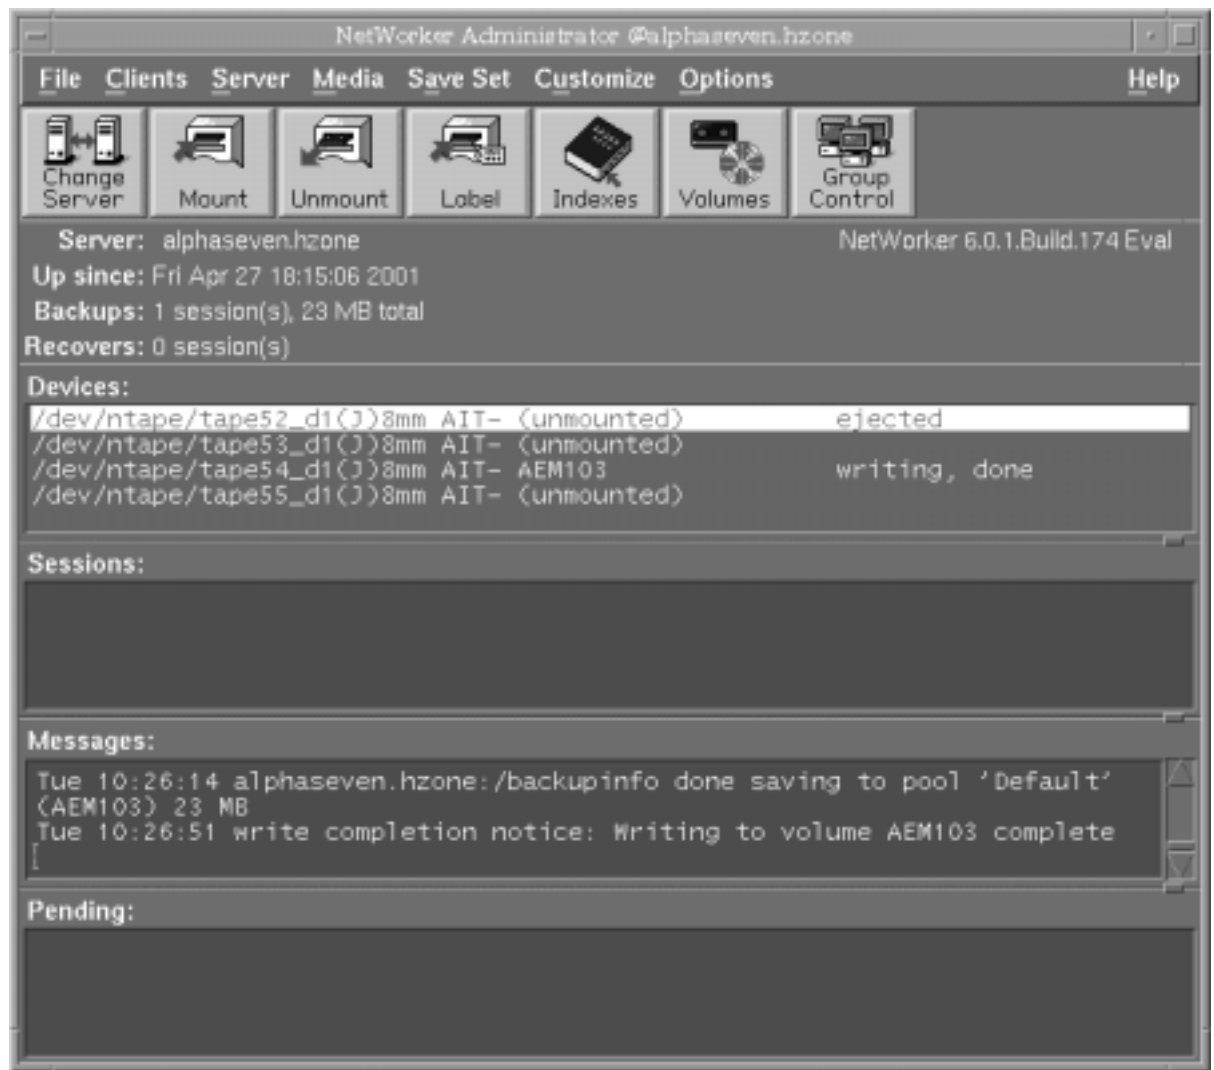 NetWorker Administrator @alphaseven.hzone
File Clients Server Media Save Set Customize Options Help
Change Server Mount Unmount Label Indexes Volumes Group Control
Server: alphaseven.hzone NetWorker 6.0.1.Build.174 Eval
Up since: Fri Apr 27 18:15:06 2001
Backups: 1 session(s), 23 MB total
Recovers: 0 session(s)
Devices:
/dev/ntape/tape52_d1(J)8mm AIT- (unmounted) ejected
/dev/ntape/tape53_d1(J)8mm AIT- (unmounted)
/dev/ntape/tape54_d1(J)8mm AIT- AEM103 writing, done
/dev/ntape/tape55_d1(J)8mm AIT- (unmounted)
Sessions:
Messages:
Tue 10:26:14 alphaseven.hzone:/backupinfo done saving to pool 'Default'
(AEM103) 23 MB
Tue 10:26:51 write completion notice: Writing to volume AEM103 complete
Pending: